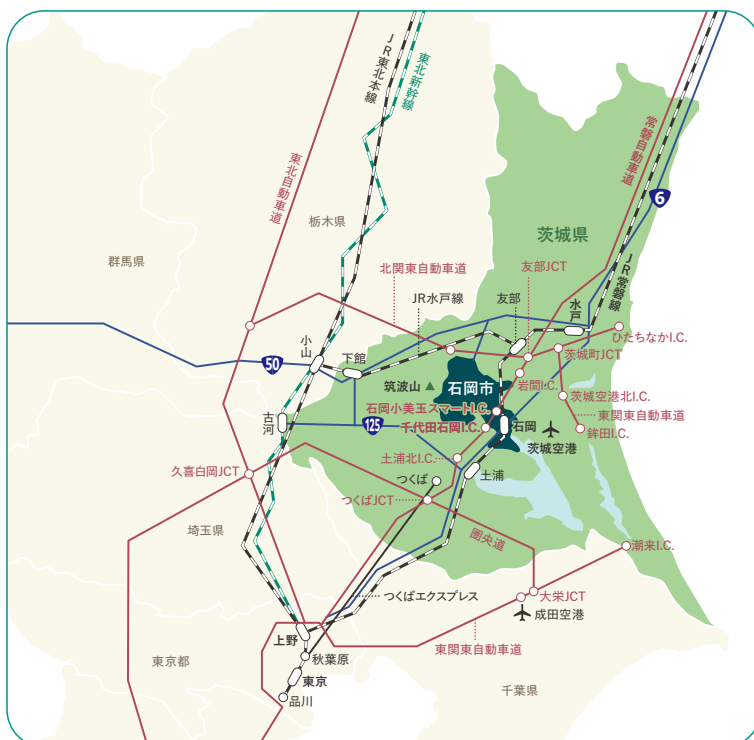 JR東北本線
東北新幹線
東北自動車道
常磐自動車道
6
栃木県
茨城県
群馬県
JR常磐線
北関東自動車道
友部JCT
JR水戸線
友部
水戸
ひたちなかI.C.
小山
下館
茨城町JCT
50
筑波山
石岡市
岩間I.C.
茨城空港北I.C.
石岡小美玉スマートI.C.
東関東自動車道
古河
125
千代田石岡I.C.
石岡
鉾田I.C.
茨城空港
土浦北I.C.
久喜白岡JCT
つくば
土浦
つくばJCT
埼玉県
圏央道
潮来I.C.
つくばエクスプレス
大栄JCT
成田空港
上野
東関東自動車道
秋葉原
東京都
東京
千葉県
品川